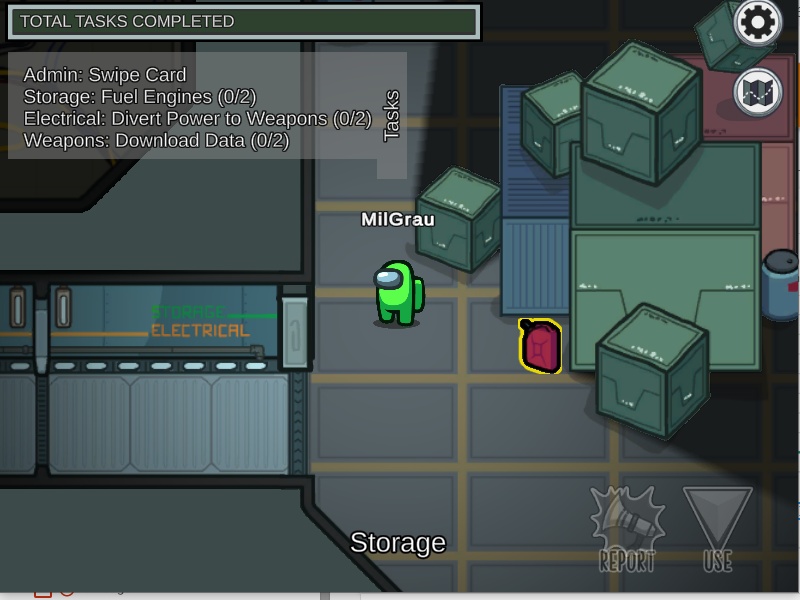 TOTAL TASKS COMPLETED
Admin: Swipe Card
Storage: Fuel Engines (0/2)
Electrical: Divert Power to Weapons (0/2)
Weapons: Download Data (0/2)
Tasks
MilGrau
STORAGE
ELECTRICAL
Storage
REPORT
USE